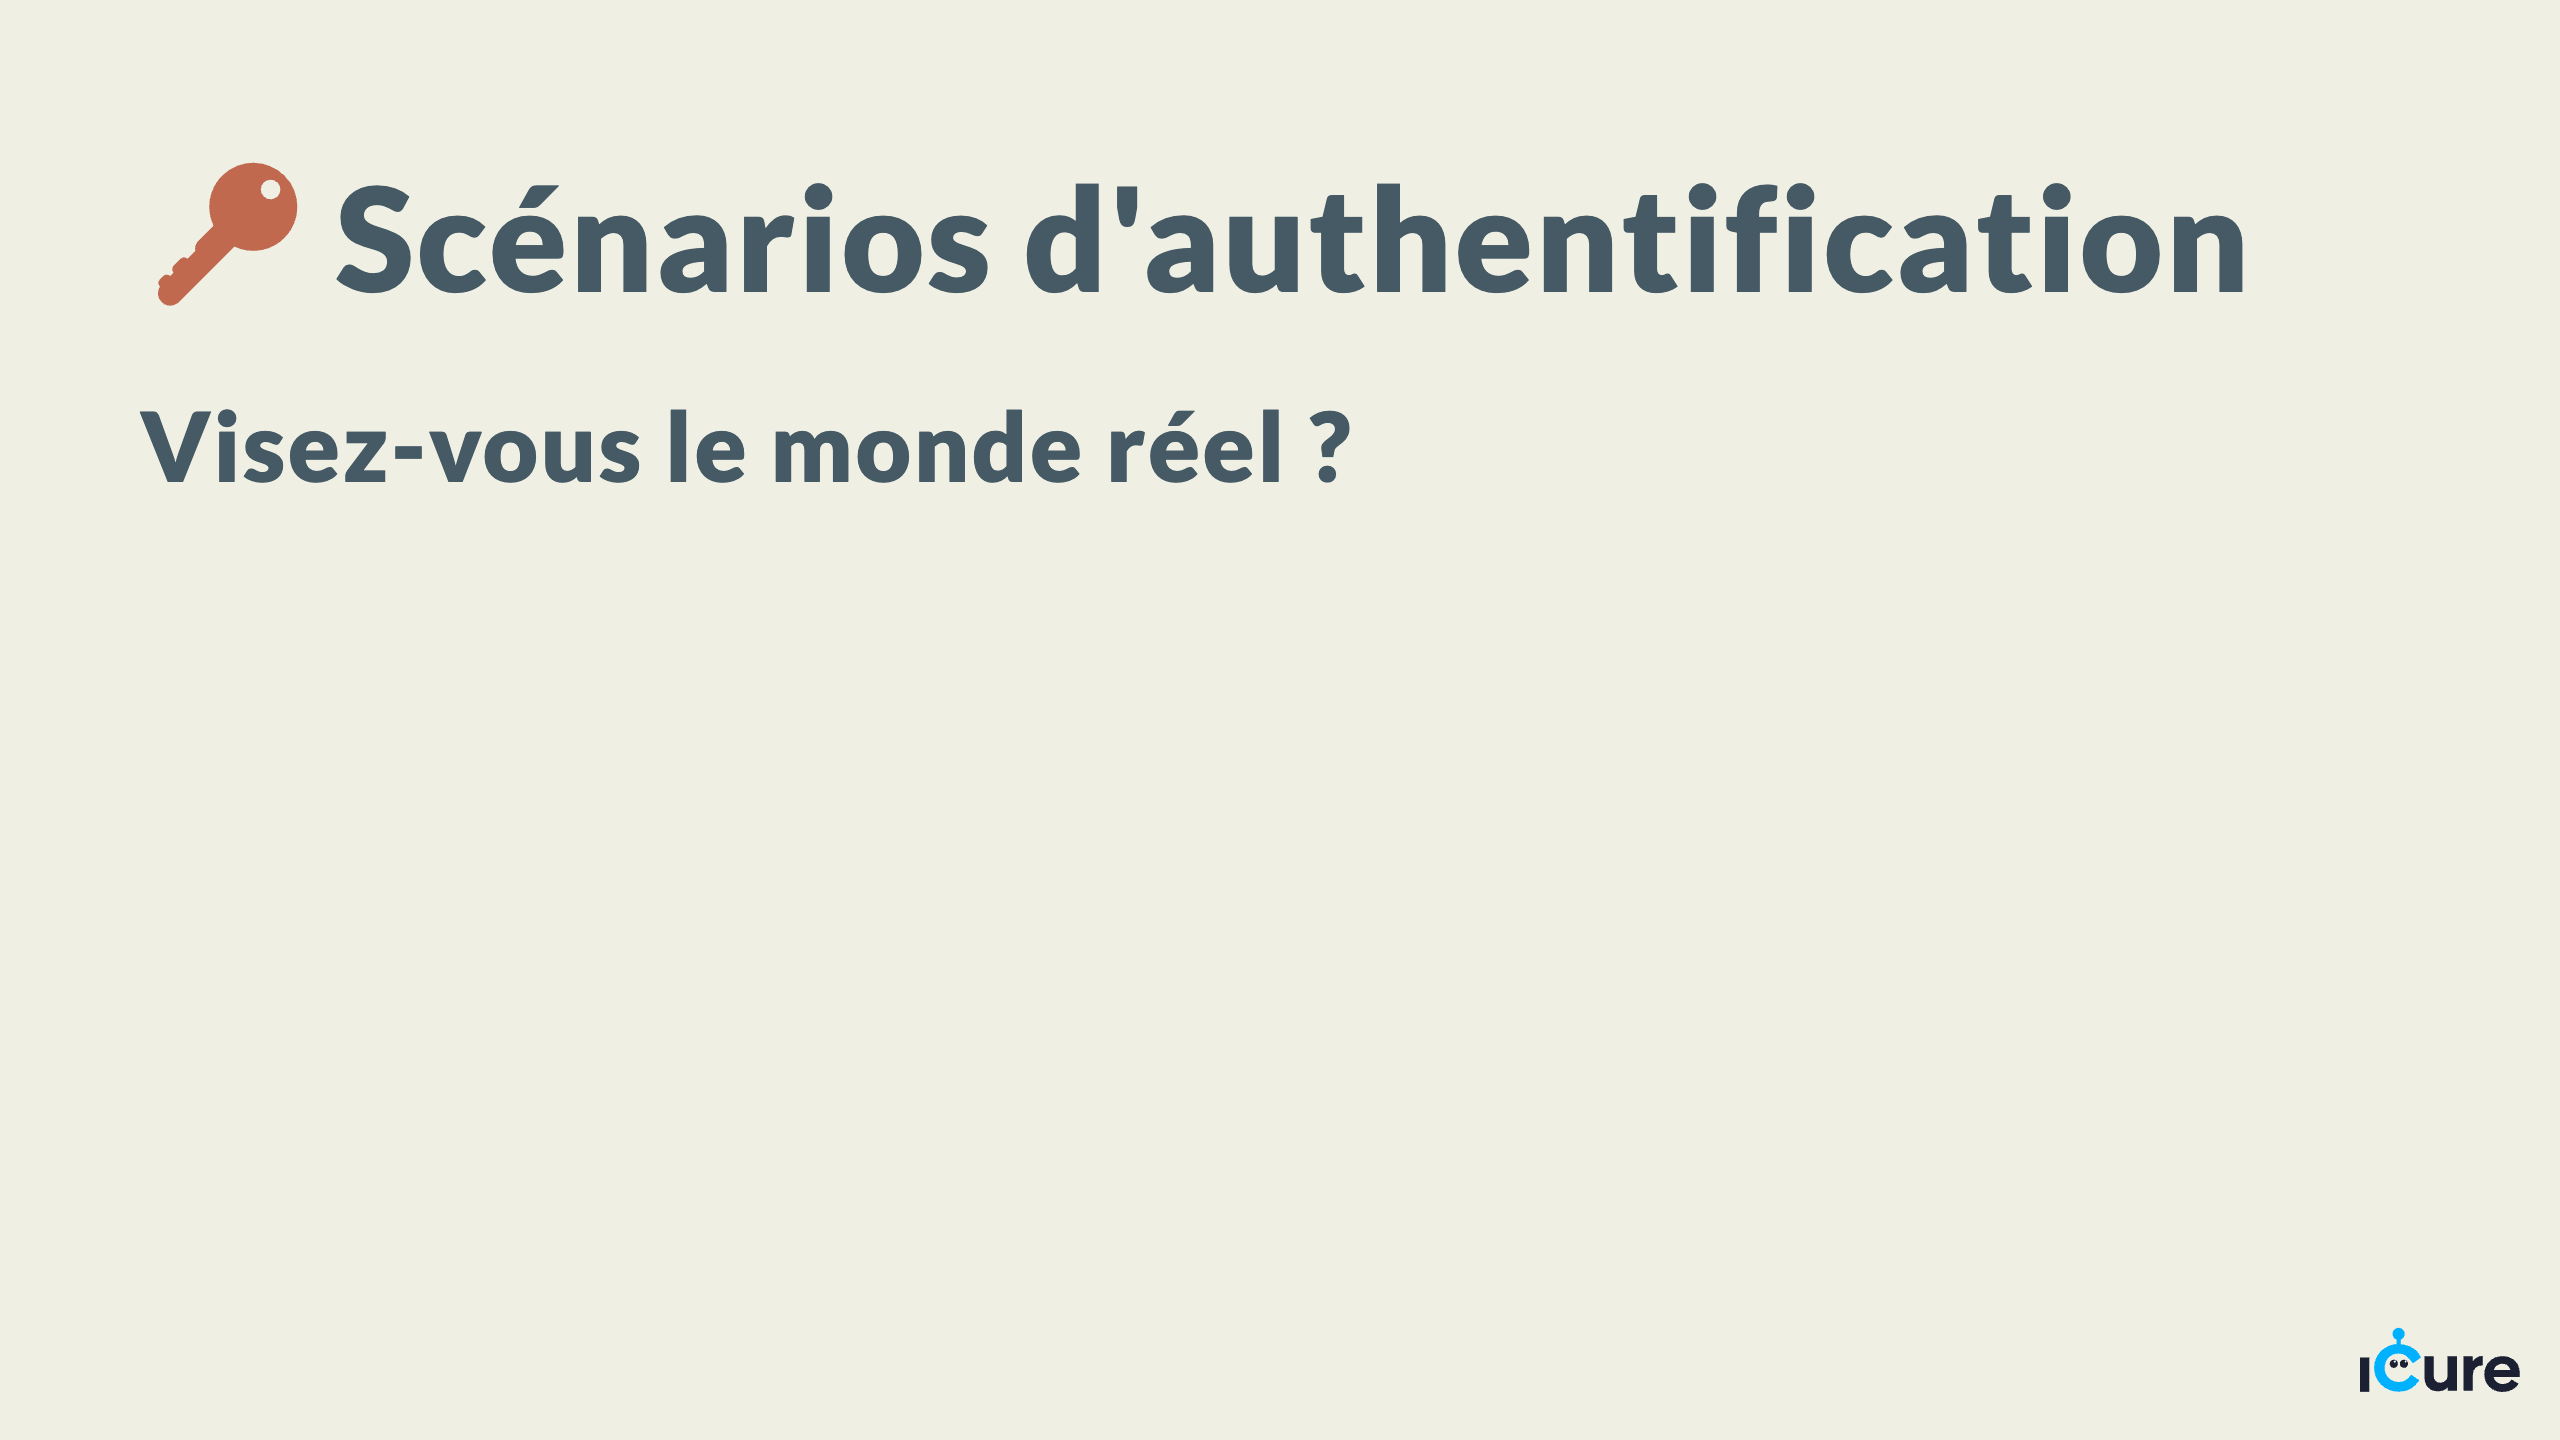 Scénarios d'authentification
Visez-vous le monde réel ?
iCure